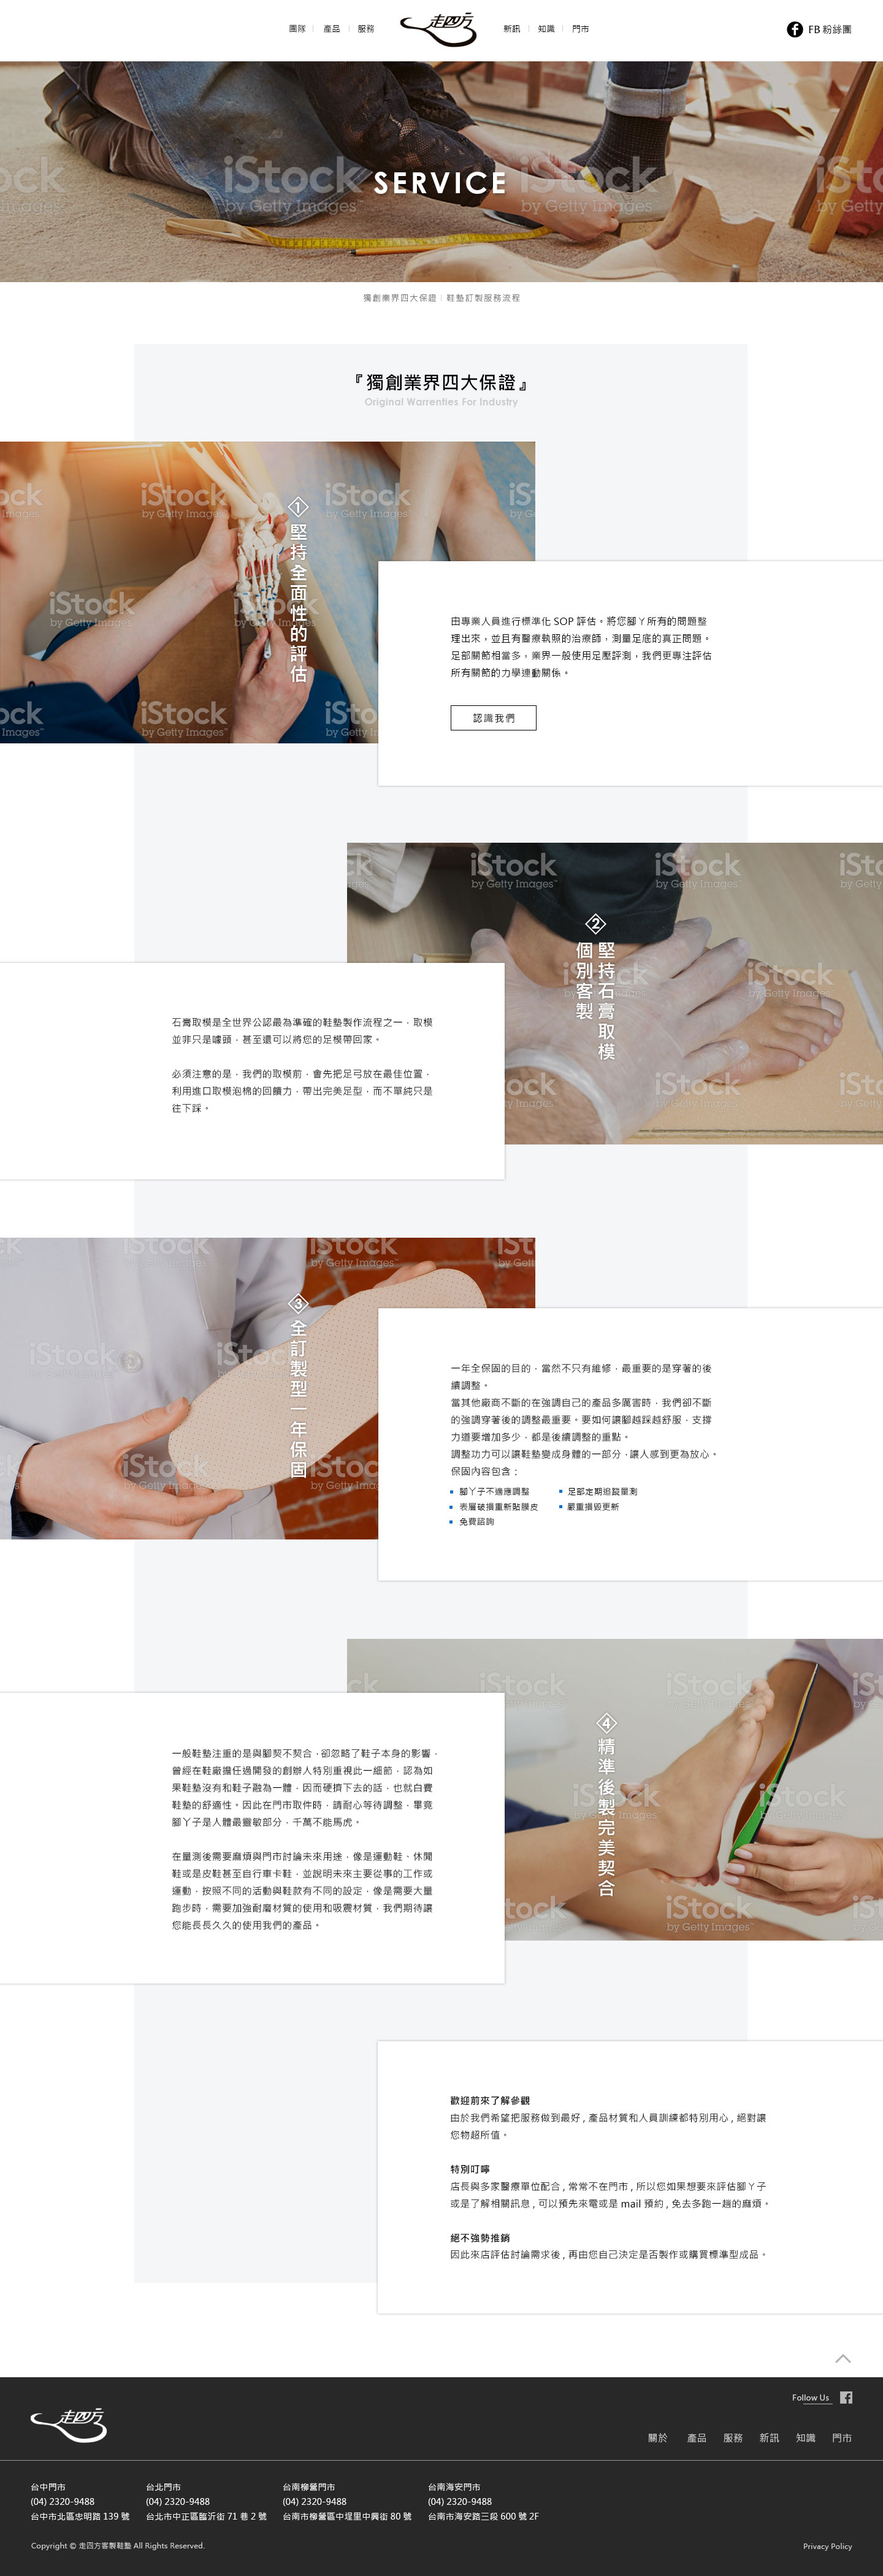 團隊 | 產品 | 服務
走四方
新訊 | 知識 | 門市
FB 粉絲團
SERVICE
獨創業界四大保證 | 鞋墊訂製服務流程
『獨創業界四大保證』
Original Warrenties For Industry
1
堅持全面性的評估
由專業人員進行標準化 SOP 評估。將您腳丫所有的問題整
理出來，並且有醫療執照的治療師，測量足底的真正問題。
足部關節相當多，業界一般使用足壓評測，我們更專注評估
所有關節的力學連動關係。
認識我們
2
堅持石膏取模
個別客製
石膏取模是全世界公認最為準確的鞋墊製作流程之一，取模
並非只是噱頭，甚至還可以將您的足模帶回家。
必須注意的是，我們的取模前，會先把足弓放在最佳位置，
利用進口取模泡棉的回饋力，帶出完美足型，而不單純只是
往下踩。
3
全訂製型一年保固
一年全保固的目的，當然不只有維修，最重要的是穿著的後
續調整。
當其他廠商不斷的在強調自己的產品多厲害時，我們卻不斷
的強調穿著後的調整最重要。要如何讓腳越踩越舒服，支撐
力道要增加多少，都是後續調整的重點。
調整功力可以讓鞋墊變成身體的一部分，讓人感到更為放心。
保固內容包含：
腳丫子不適應調整
足部定期追蹤量測
表層破損重新貼膜皮
嚴重損毀更新
免費諮詢
4
精準後製完美契合
一般鞋墊注重的是與腳契不契合，卻忽略了鞋子本身的影響，
曾經在鞋廠擔任過開發的創辦人特別重視此一細節，認為如
果鞋墊沒有和鞋子融為一體，因而硬擠下去的話，也就白費
鞋墊的舒適性。因此在門市取件時，請耐心等待調整，畢竟
腳丫子是人體最靈敏部分，千萬不能馬虎。
在量測後需要麻煩與門市討論未來用途，像是運動鞋、休閒
鞋或是皮鞋甚至自行車卡鞋，並說明未來主要從事的工作或
運動，按照不同的活動與鞋款有不同的設定，像是需要大量
跑步時，需要加強耐磨材質的使用和吸震材質，我們期待讓
您能長長久久的使用我們的產品。
歡迎前來了解參觀
由於我們希望把服務做到最好，產品材質和人員訓練都特別用心，絕對讓
您物超所值。
特別叮嚀
店長與多家醫療單位配合，常常不在門市，所以您如果想要來評估腳丫子
或是了解相關訊息，可以預先來電或是 mail 預約，免去多跑一趟的麻煩。
絕不強勢推銷
因此來店評估討論需求後，再由您自己決定是否製作或購買標準型成品。
Follow Us
走四方
關於 產品 服務 新訊 知識 門市
台中門市
(04) 2320-9488
台中市北區忠明路 139 號
台北門市
(04) 2320-9488
台北市中正區臨沂街 71 巷 2 號
台南柳營門市
(04) 2320-9488
台南市柳營區中埕里中興街 80 號
台南海安門市
(04) 2320-9488
台南市海安路三段 600 號 2F
Copyright © 走四方客製鞋墊 All Rights Reserved.
Privacy Policy